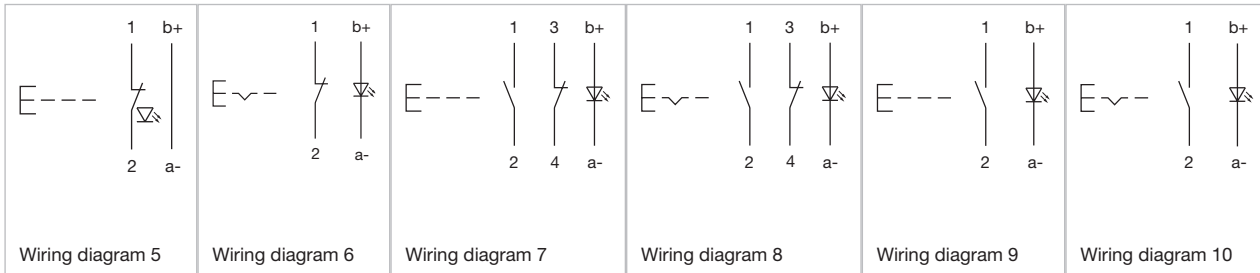 1 b+
2 a-
Wiring diagram 5
1 b+
2 a-
Wiring diagram 6
1 3 b+
2 4 a-
Wiring diagram 7
1 3 b+
2 4 a-
Wiring diagram 8
1 b+
2 a-
Wiring diagram 9
1 b+
2 a-
Wiring diagram 10